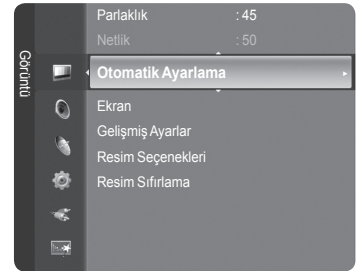 Görüntü
Parlaklık : 45
Netlik : 50
Otomatik Ayarlama
Ekran
Gelişmiş Ayarlar
Resim Seçenekleri
Resim Sıfırlama